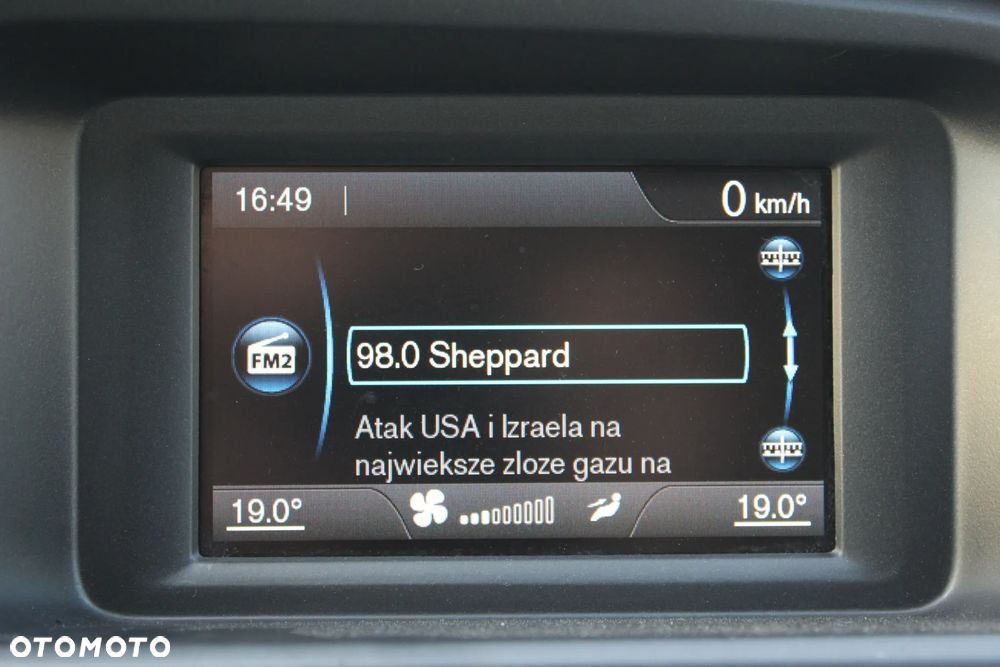 16:49
0 km/h
FM2
98.0 Sheppard
Atak USA i Izraela na
najwieksze zloze gazu na
19.0°
19.0°
OTOMOTO